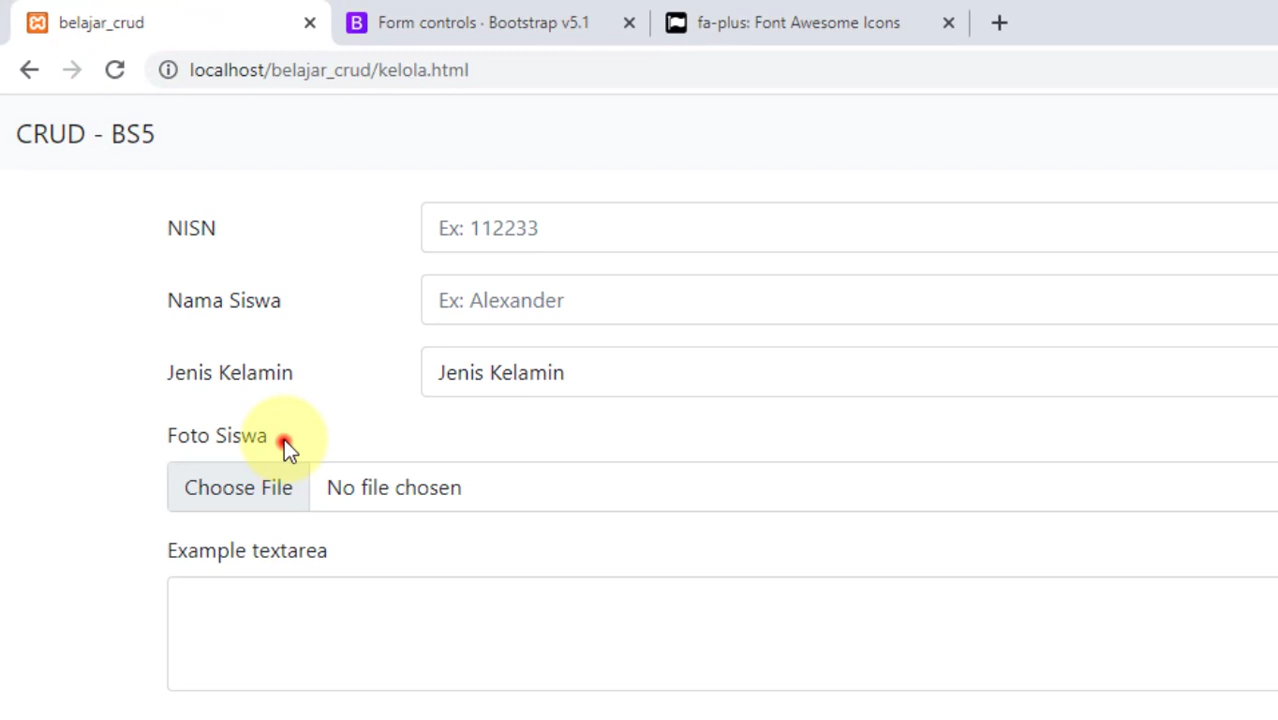 belajar_crud
Form controls · Bootstrap v5.1
fa-plus: Font Awesome Icons
localhost/belajar_crud/kelola.html
CRUD - BS5
NISN
Ex: 112233
Nama Siswa
Ex: Alexander
Jenis Kelamin
Jenis Kelamin
Foto Siswa
Choose File
No file chosen
Example textarea